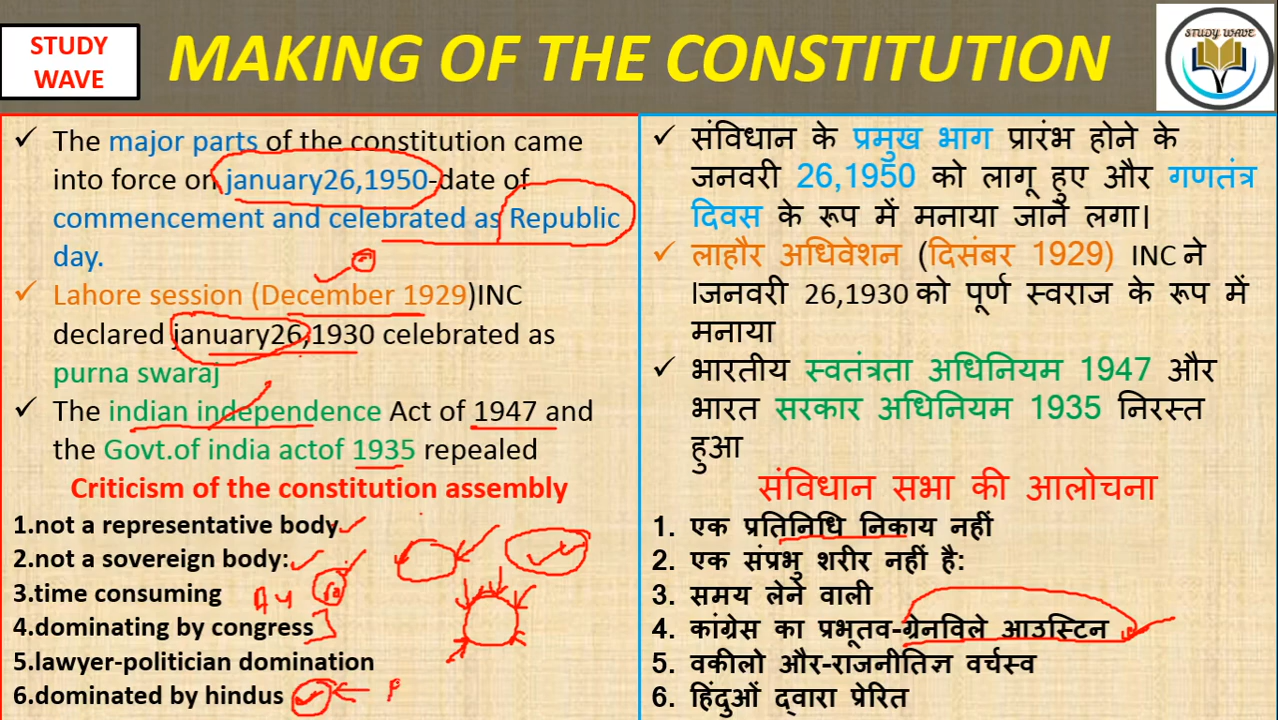 STUDY
WAVE
MAKING OF THE CONSTITUTION
STUDY WAVE
✓ The major parts of the constitution came
into force on january26,1950-date of
commencement and celebrated as Republic
day.
✓ Lahore session (December 1929)INC
declared january26,1930 celebrated as
purna swaraj
✓ The indian independence Act of 1947 and
the Govt.of india actof 1935 repealed
Criticism of the constitution assembly
1.not a representative body
2.not a sovereign body:
3.time consuming
4.dominating by congress
5.lawyer-politician domination
6.dominated by hindus
✓ संविधान के प्रमुख भाग प्रारंभ होने के
जनवरी 26,1950 को लागू हुए और गणतंत्र
दिवस के रूप में मनाया जाने लगा।
✓ लाहौर अधिवेशन (दिसंबर 1929) INC ने
।जनवरी 26,1930 को पूर्ण स्वराज के रूप में
मनाया
✓ भारतीय स्वतंत्रता अधिनियम 1947 और
भारत सरकार अधिनियम 1935 निरस्त
हुआ
संविधान सभा की आलोचना
1. एक प्रतिनिधि निकाय नहीं
2. एक संप्रभु शरीर नहीं है:
3. समय लेने वाली
4. कांग्रेस का प्रभूतव-ग्रेनविले आउस्टिन
5. वकीलो और-राजनीतिज्ञ वर्चस्व
6. हिंदुओं द्वारा प्रेरित